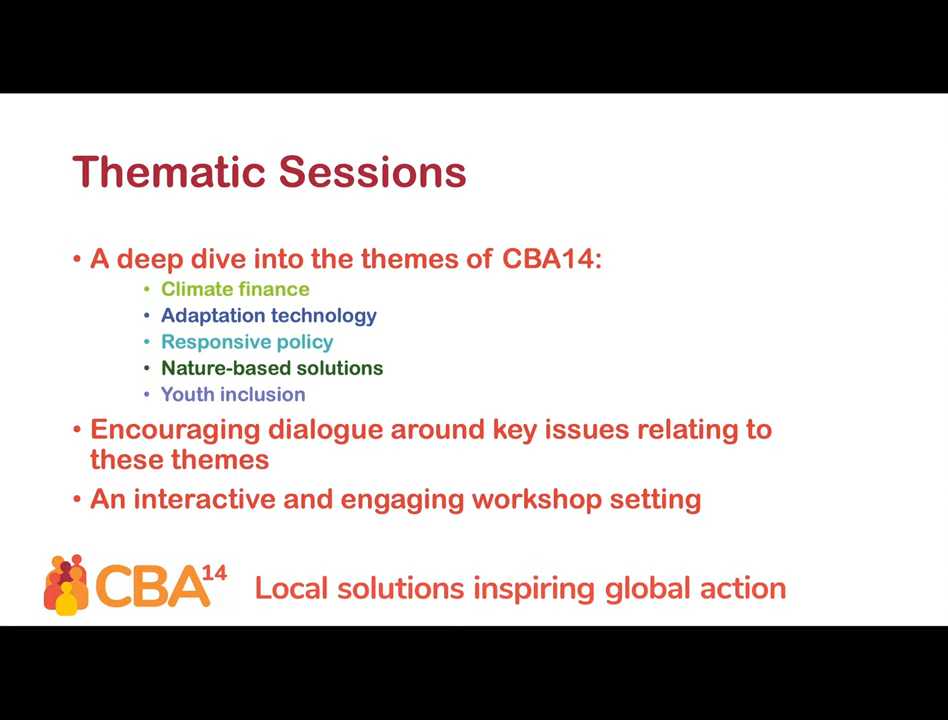 Thematic Sessions
• A deep dive into the themes of CBA14:
• Climate finance
• Adaptation technology
• Responsive policy
• Nature-based solutions
• Youth inclusion
• Encouraging dialogue around key issues relating to
these themes
• An interactive and engaging workshop setting
CBA14 Local solutions inspiring global action